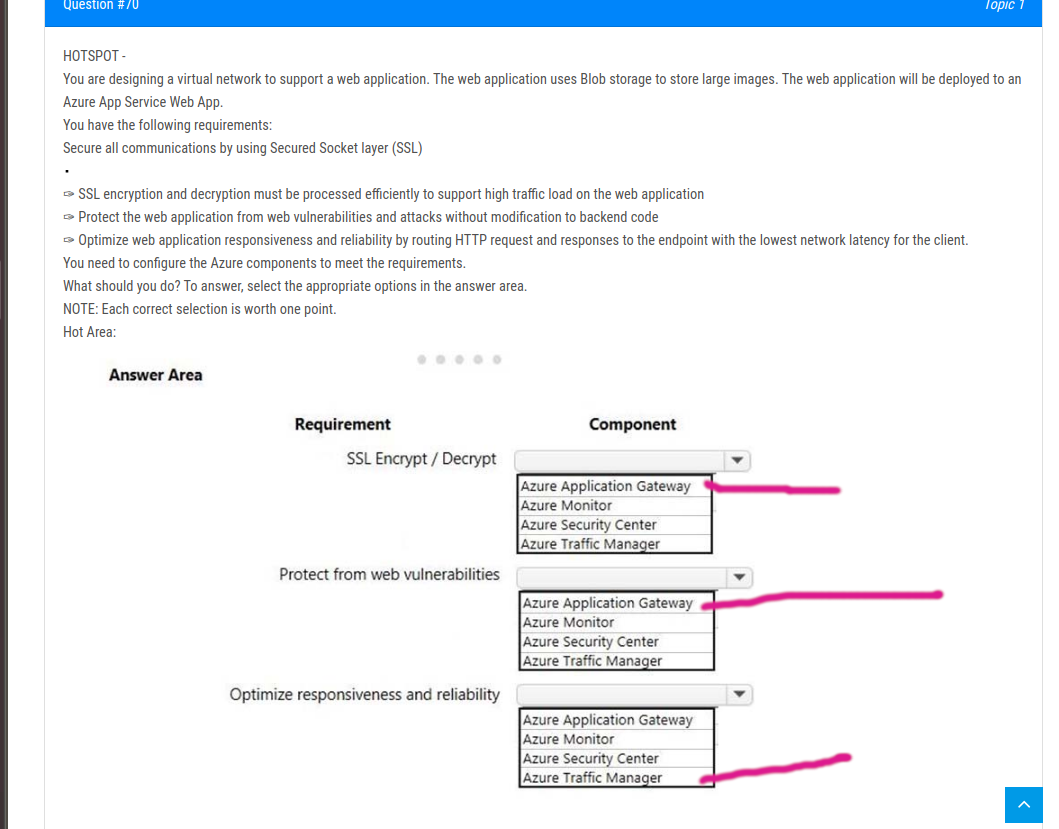 Question #70
Topic 1
HOTSPOT -
You are designing a virtual network to support a web application. The web application uses Blob storage to store large images. The web application will be deployed to an
Azure App Service Web App.
You have the following requirements:
Secure all communications by using Secured Socket layer (SSL)
•
✑ SSL encryption and decryption must be processed efficiently to support high traffic load on the web application
✑ Protect the web application from web vulnerabilities and attacks without modification to backend code
✑ Optimize web application responsiveness and reliability by routing HTTP request and responses to the endpoint with the lowest network latency for the client.
You need to configure the Azure components to meet the requirements.
What should you do? To answer, select the appropriate options in the answer area.
NOTE: Each correct selection is worth one point.
Hot Area:
Answer Area
Requirement
Component
SSL Encrypt / Decrypt
Azure Application Gateway
Azure Monitor
Azure Security Center
Azure Traffic Manager
Protect from web vulnerabilities
Azure Application Gateway
Azure Monitor
Azure Security Center
Azure Traffic Manager
Optimize responsiveness and reliability
Azure Application Gateway
Azure Monitor
Azure Security Center
Azure Traffic Manager